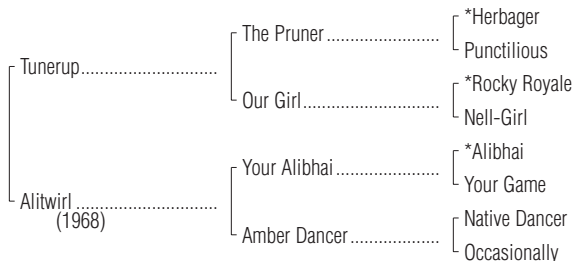 *Herbager
The Pruner.......................
Punctilious
Tunerup............................
*Rocky Royale
Our Girl............................
Nell-Girl
*Alibhai
Your Alibhai.....................
Your Game
Alitwirl.............................
(1968)
Native Dancer
Amber Dancer..................
Occasionally